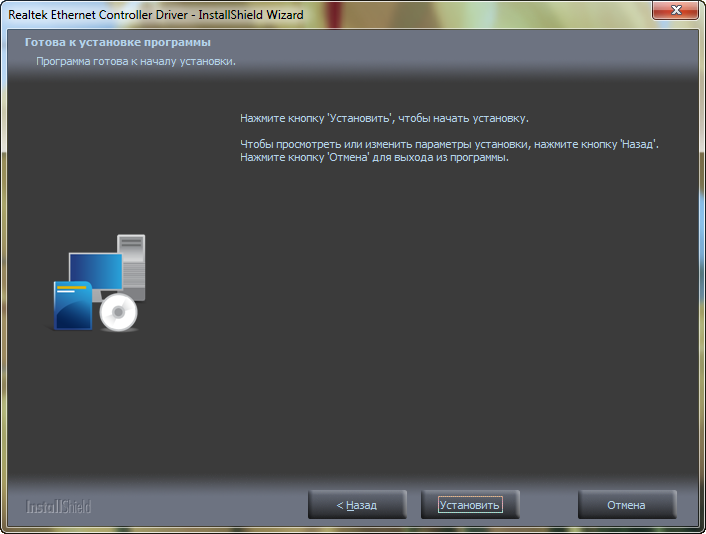 Realtek Ethernet Controller Driver - InstallShield Wizard
Готова к установке программы
Программа готова к началу установки.
Нажмите кнопку 'Установить', чтобы начать установку.
Чтобы просмотреть или изменить параметры установки, нажмите кнопку 'Назад'.
Нажмите кнопку 'Отмена' для выхода из программы.
InstallShield
< Назад
Установить
Отмена